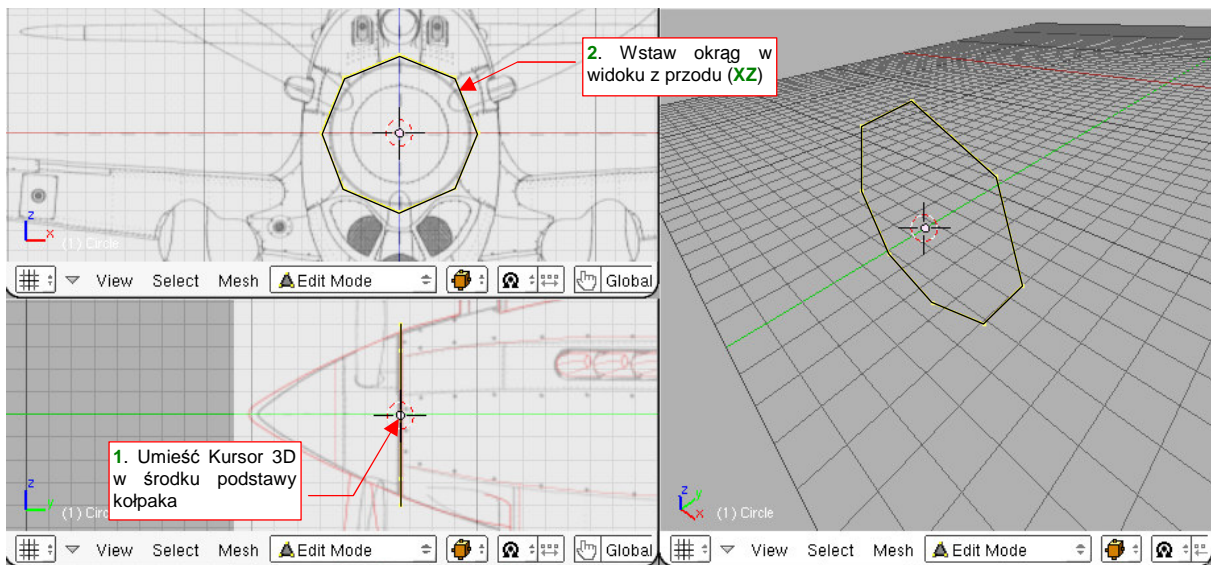 2. Wstaw okrąg w
widoku z przodu (XZ)
z
x
(1) Circle
View Select Mesh Edit Mode Global
1. Umieść Kursor 3D
w środku podstawy
kołpaka
z
y
(1) Circ
View Select Mesh Edit Mode Global
z
y
x
(1) Circle
View Select Mesh Edit Mode